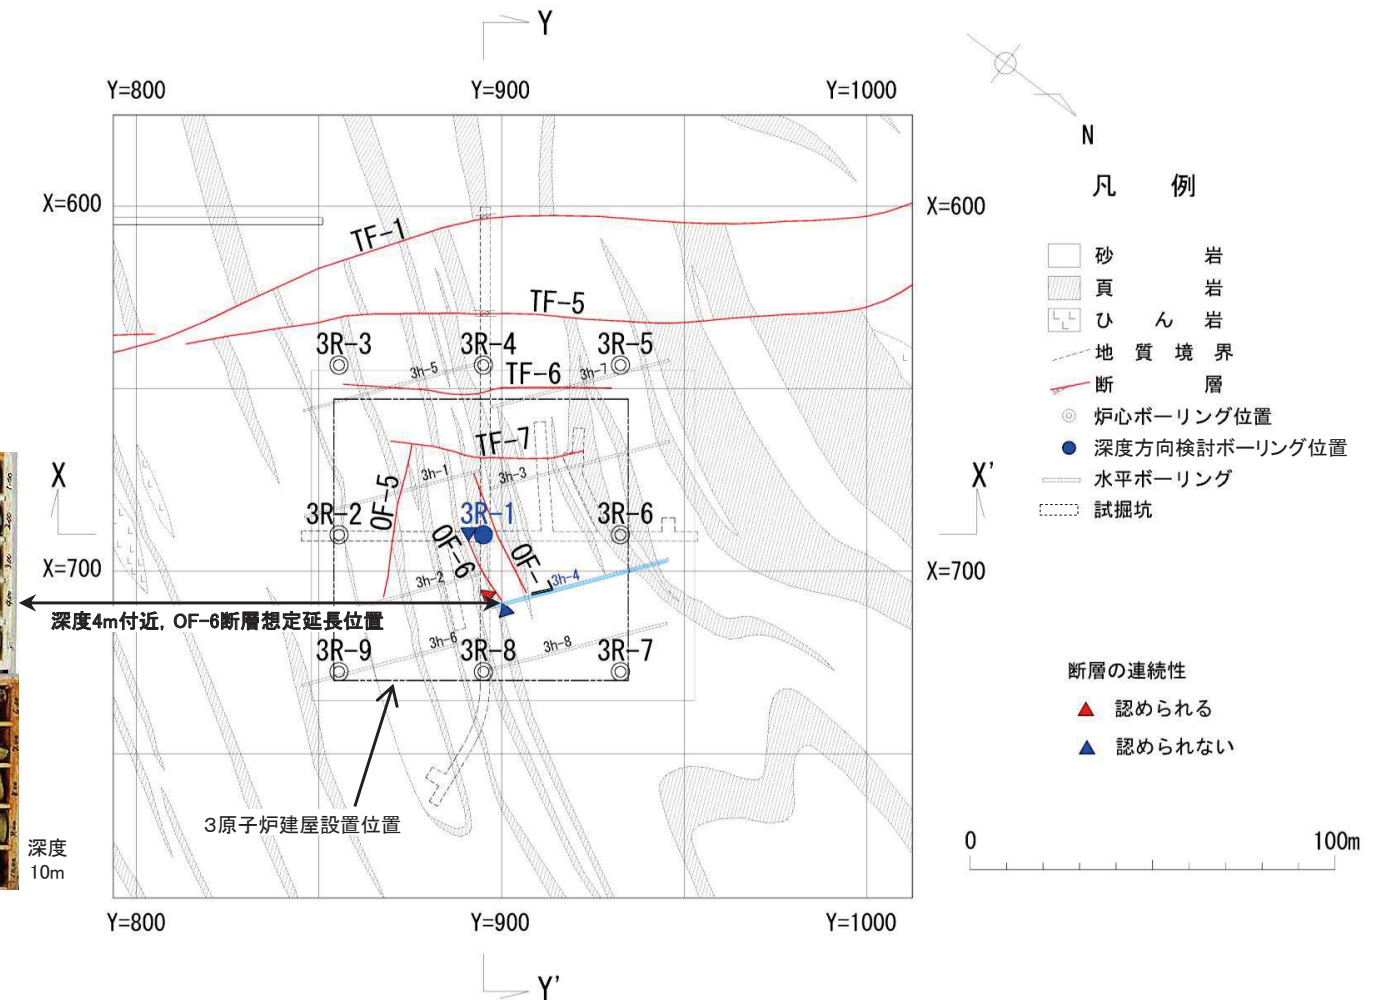 Y
Y=800
Y=900
Y=1000
N
凡 例
X=600
X=600
TF-1
砂 岩
頁 岩
ひ ん 岩
地 質 境 界
断 層
炉心ボーリング位置
深度方向検討ボーリング位置
水平ボーリング
試掘坑
TF-5
3R-3
3R-4
3R-5
3h-5
TF-6
3h-7
TF-7
X
X'
3h-1
3h-3
OF-5
3R-2
3R-1
3R-6
OF-6
OF-7
X=700
X=700
3h-2
3h-4
深度4m付近, OF-6断層想定延長位置
3h-6
3h-8
3R-9
3R-8
3R-7
断層の連続性
認められる
認められない
3原子炉建屋設置位置
深度
10m
0
100m
Y=800
Y=900
Y=1000
Y'